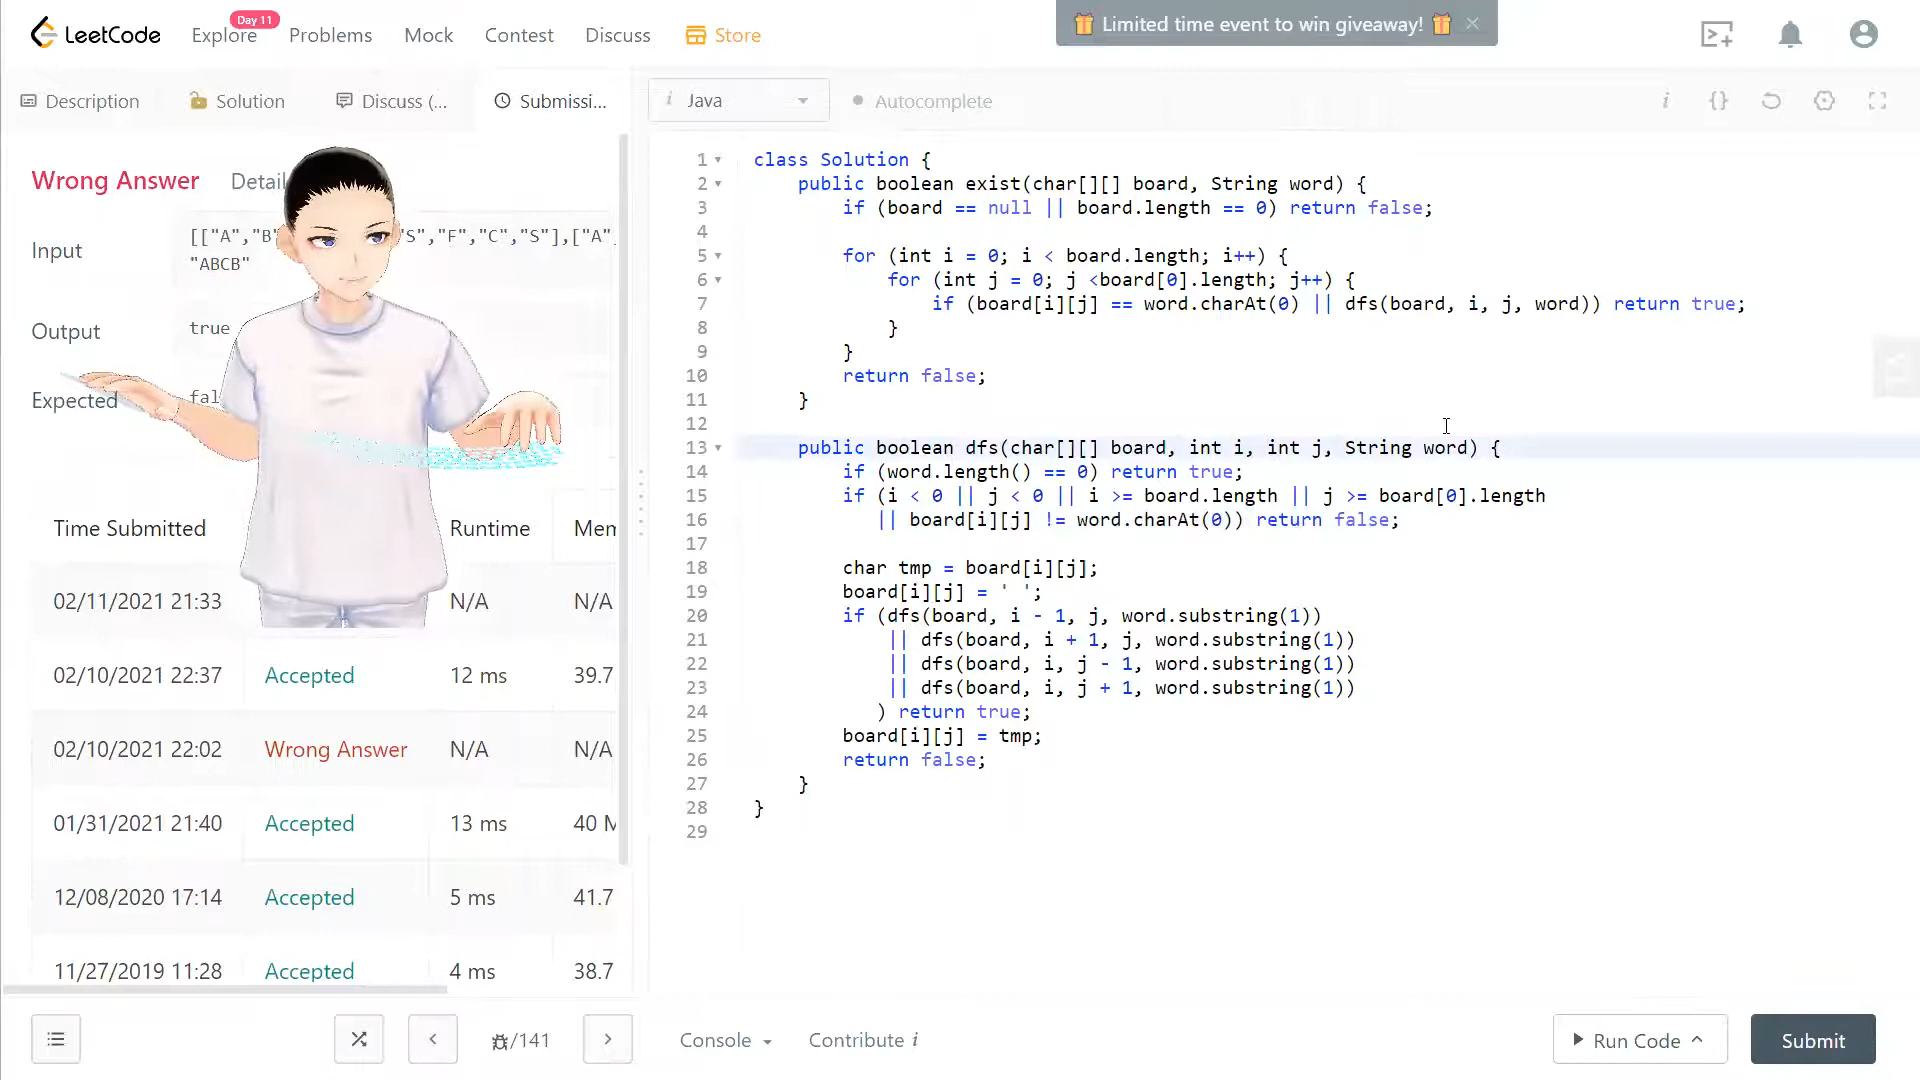 LeetCode
Day 11
Explore
Problems
Mock
Contest
Discuss
Store
Limited time event to win giveaway!
Description
Solution
Discuss (...
Submissi...
i Java
Autocomplete
i
Wrong Answer
Detail
Input
[["A","B
S","F","C","S"],["A"
"ABCB"
Output
true
Expected
fal
Time Submitted
Runtime
Mem
02/11/2021 21:33
N/A
N/A
02/10/2021 22:37
Accepted
12 ms
39.7
02/10/2021 22:02
Wrong Answer
N/A
N/A
01/31/2021 21:40
Accepted
13 ms
40 M
12/08/2020 17:14
Accepted
5 ms
41.7
11/27/2019 11:28
Accepted
4 ms
38.7
1 class Solution {
2 public boolean exist(char[][] board, String word) {
3 if (board == null || board.length == 0) return false;
4
5 for (int i = 0; i < board.length; i++) {
6 for (int j = 0; j <board[0].length; j++) {
7 if (board[i][j] == word.charAt(0) || dfs(board, i, j, word)) return true;
8 }
9 }
10 return false;
11 }
12
13 public boolean dfs(char[][] board, int i, int j, String word) {
14 if (word.length() == 0) return true;
15 if (i < 0 || j < 0 || i >= board.length || j >= board[0].length
16 || board[i][j] != word.charAt(0)) return false;
17
18 char tmp = board[i][j];
19 board[i][j] = ' ';
20 if (dfs(board, i - 1, j, word.substring(1))
21 || dfs(board, i + 1, j, word.substring(1))
22 || dfs(board, i, j - 1, word.substring(1))
23 || dfs(board, i, j + 1, word.substring(1))
24 ) return true;
25 board[i][j] = tmp;
26 return false;
27 }
28 }
29
/141
Console
Contribute i
Run Code
Submit